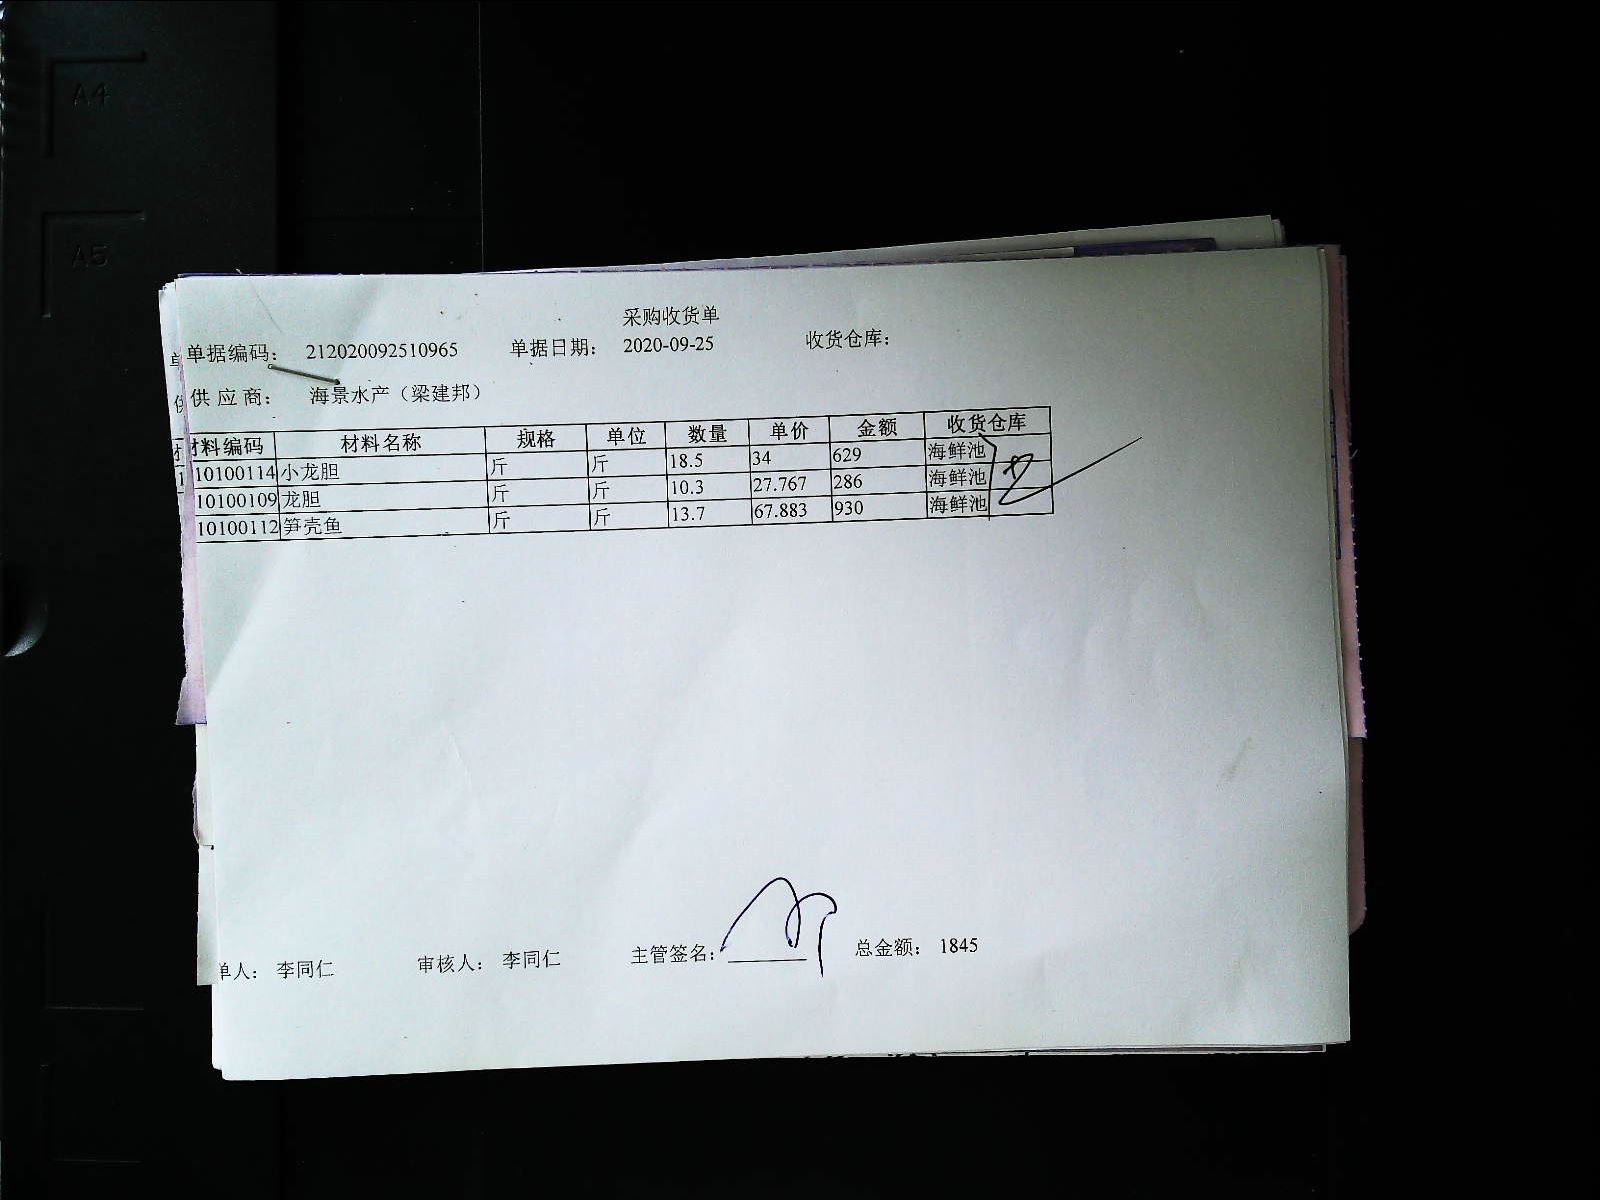 A4
A5
采购收货单
单据编码: 212020092510965 单据日期: 2020-09-25 收货仓库:
供应商: 海景水产（梁建邦）
材料编码 材料名称 规格 单位 数量 单价 金额 收货仓库
10100114 小龙胆 斤 斤 18.5 34 629 海鲜池
10100109 龙胆 斤 斤 10.3 27.767 286 海鲜池
10100112 笋壳鱼 斤 斤 13.7 67.883 930 海鲜池
单人: 李同仁 审核人: 李同仁 主管签名: 总金额: 1845